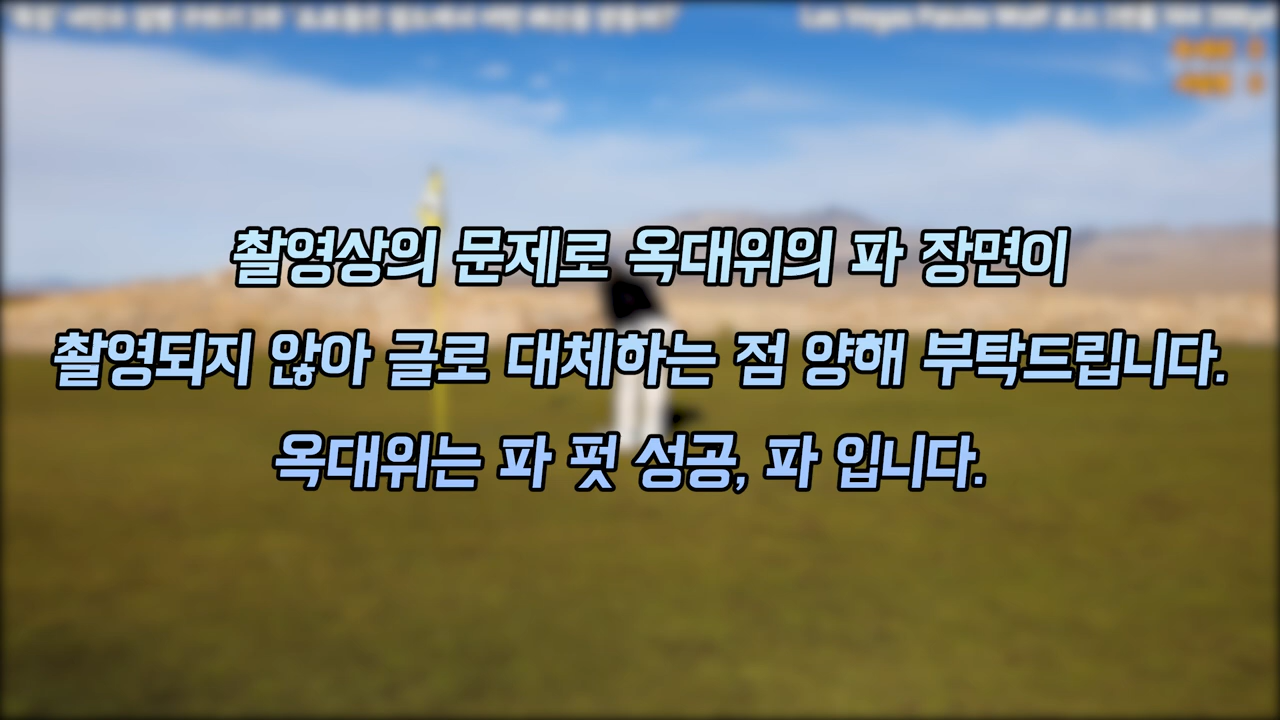 촬영상의 문제로 옥대위의 파 장면이
촬영되지 않아 글로 대체하는 점 양해 부탁드립니다.
옥대위는 파 펏 성공, 파 입니다.